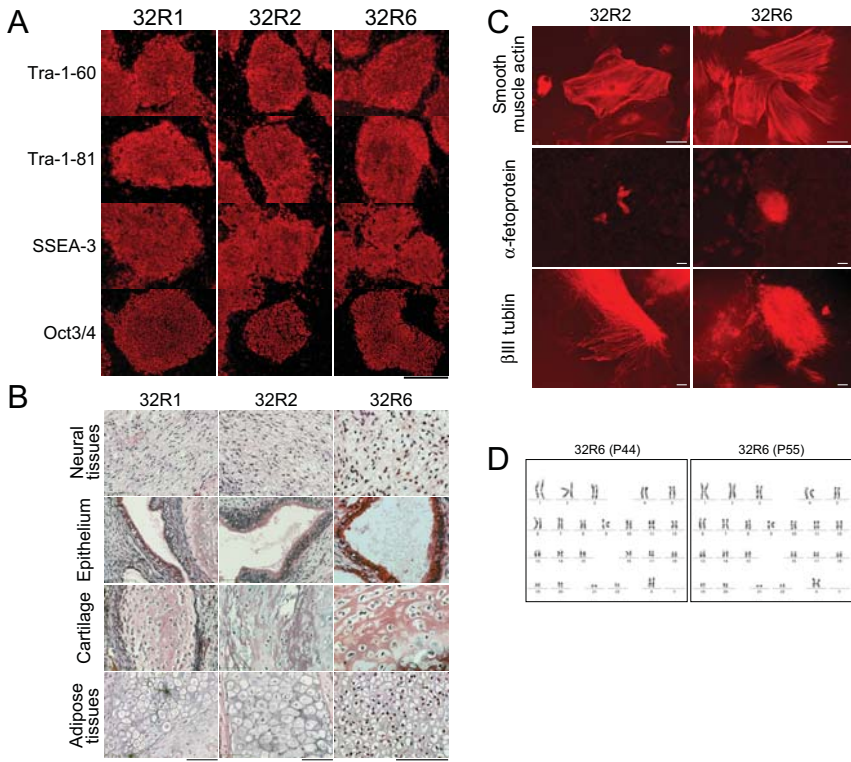 A
32R1 32R2 32R6
Tra-1-60
Tra-1-81
SSEA-3
Oct3/4
B
32R1 32R2 32R6
Neural
tissues
Epithelium
Cartilage
Adipose
tissues
C
32R2 32R6
Smooth
muscle actin
α-fetoprotein
βIII tublin
D
32R6 (P44) 32R6 (P55)